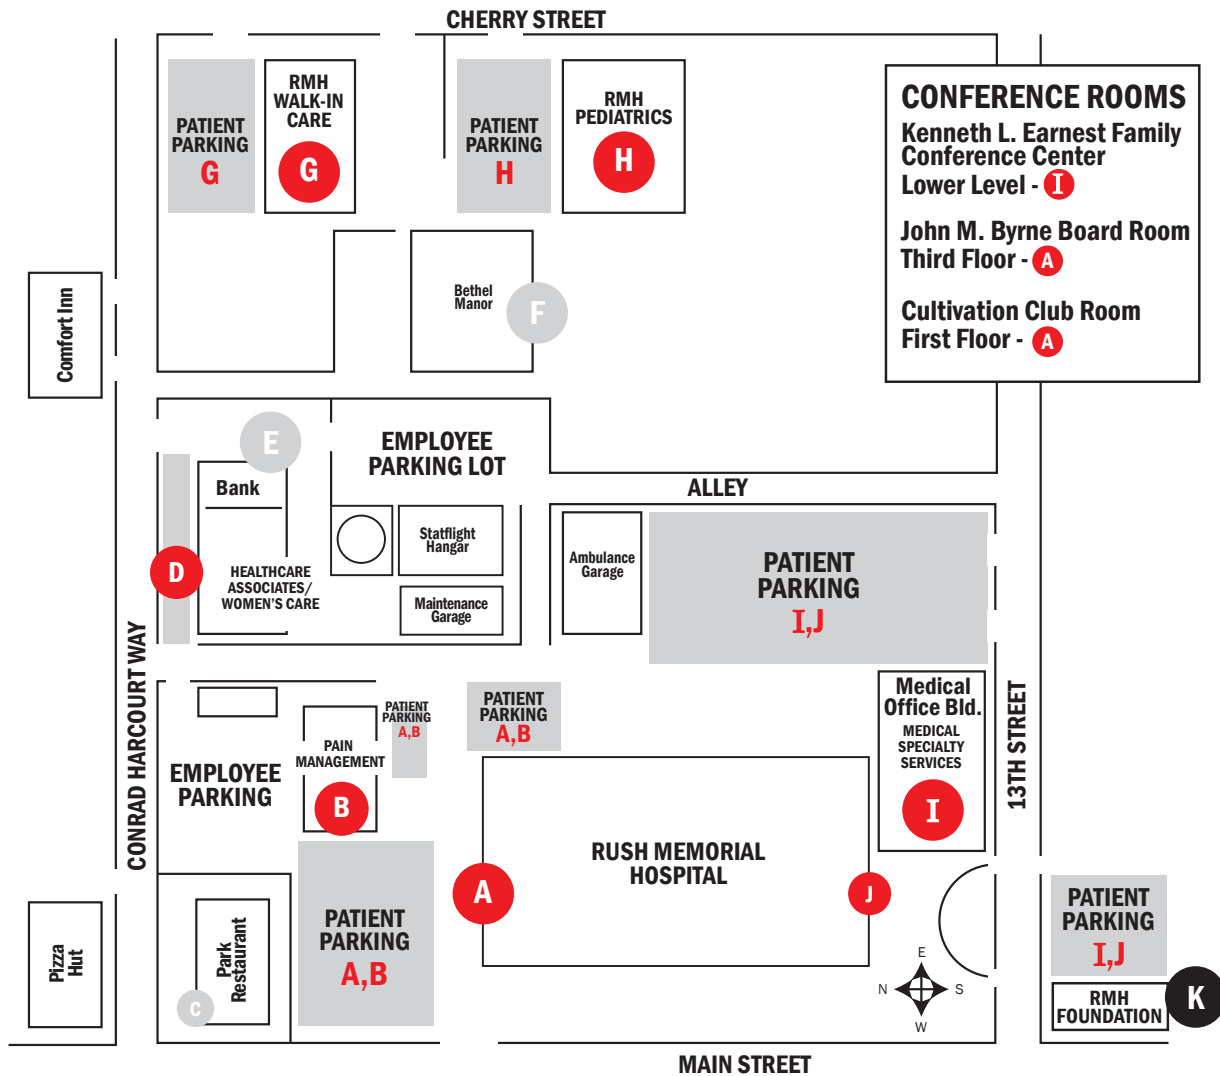 CHERRY STREET
RMH
WALK-IN
CARE
G
PATIENT
PARKING
G
PATIENT
PARKING
H
RMH
PEDIATRICS
H
CONFERENCE ROOMS
Kenneth L. Earnest Family
Conference Center
Lower Level - I
John M. Byrne Board Room
Third Floor - A
Cultivation Club Room
First Floor - A
Comfort Inn
Bethel
Manor
F
E
EMPLOYEE
PARKING LOT
Bank
ALLEY
D
HEALTHCARE
ASSOCIATES/
WOMEN'S CARE
Statflight
Hangar
Maintenance
Garage
Ambulance
Garage
PATIENT
PARKING
I,J
CONRAD HARCOURT WAY
13TH STREET
PATIENT
PARKING
A,B
PATIENT
PARKING
A,B
Medical
Office Bld.
MEDICAL
SPECIALTY
SERVICES
I
EMPLOYEE
PARKING
PAIN
MANAGEMENT
B
RUSH MEMORIAL
HOSPITAL
A
J
PATIENT
PARKING
A,B
Pizza
Hut
Park
Restaurant
C
E
N
S
W
PATIENT
PARKING
I,J
RMH
FOUNDATION
K
MAIN STREET